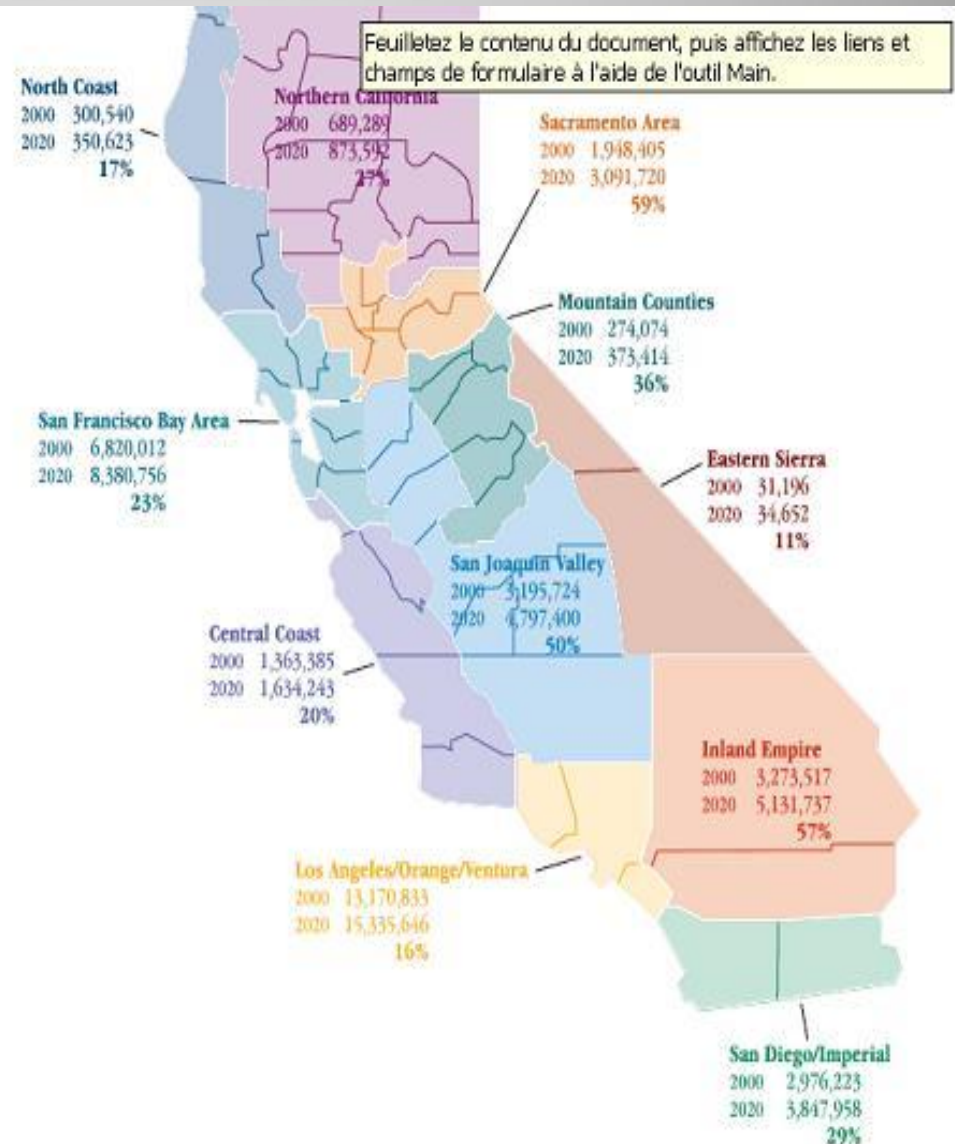 Feuilletez le contenu du document, puis affichez les liens et
champs de formulaire à l'aide de l'outil Main.
North Coast
2000 300,540
2020 350,623
17%
Northern California
2000 689,289
2020 873,592
27%
Sacramento Area
2000 1,948,405
2020 3,091,720
59%
Mountain Counties
2000 274,074
2020 373,414
36%
San Francisco Bay Area
2000 6,820,012
2020 8,380,756
23%
Eastern Sierra
2000 31,196
2020 34,652
11%
San Joaquin Valley
2000 3,195,724
2020 4,797,400
50%
Central Coast
2000 1,363,385
2020 1,634,243
20%
Inland Empire
2000 3,273,517
2020 5,131,737
57%
Los Angeles/Orange/Ventura
2000 13,170,833
2020 15,335,646
16%
San Diego/Imperial
2000 2,976,223
2020 3,847,958
29%